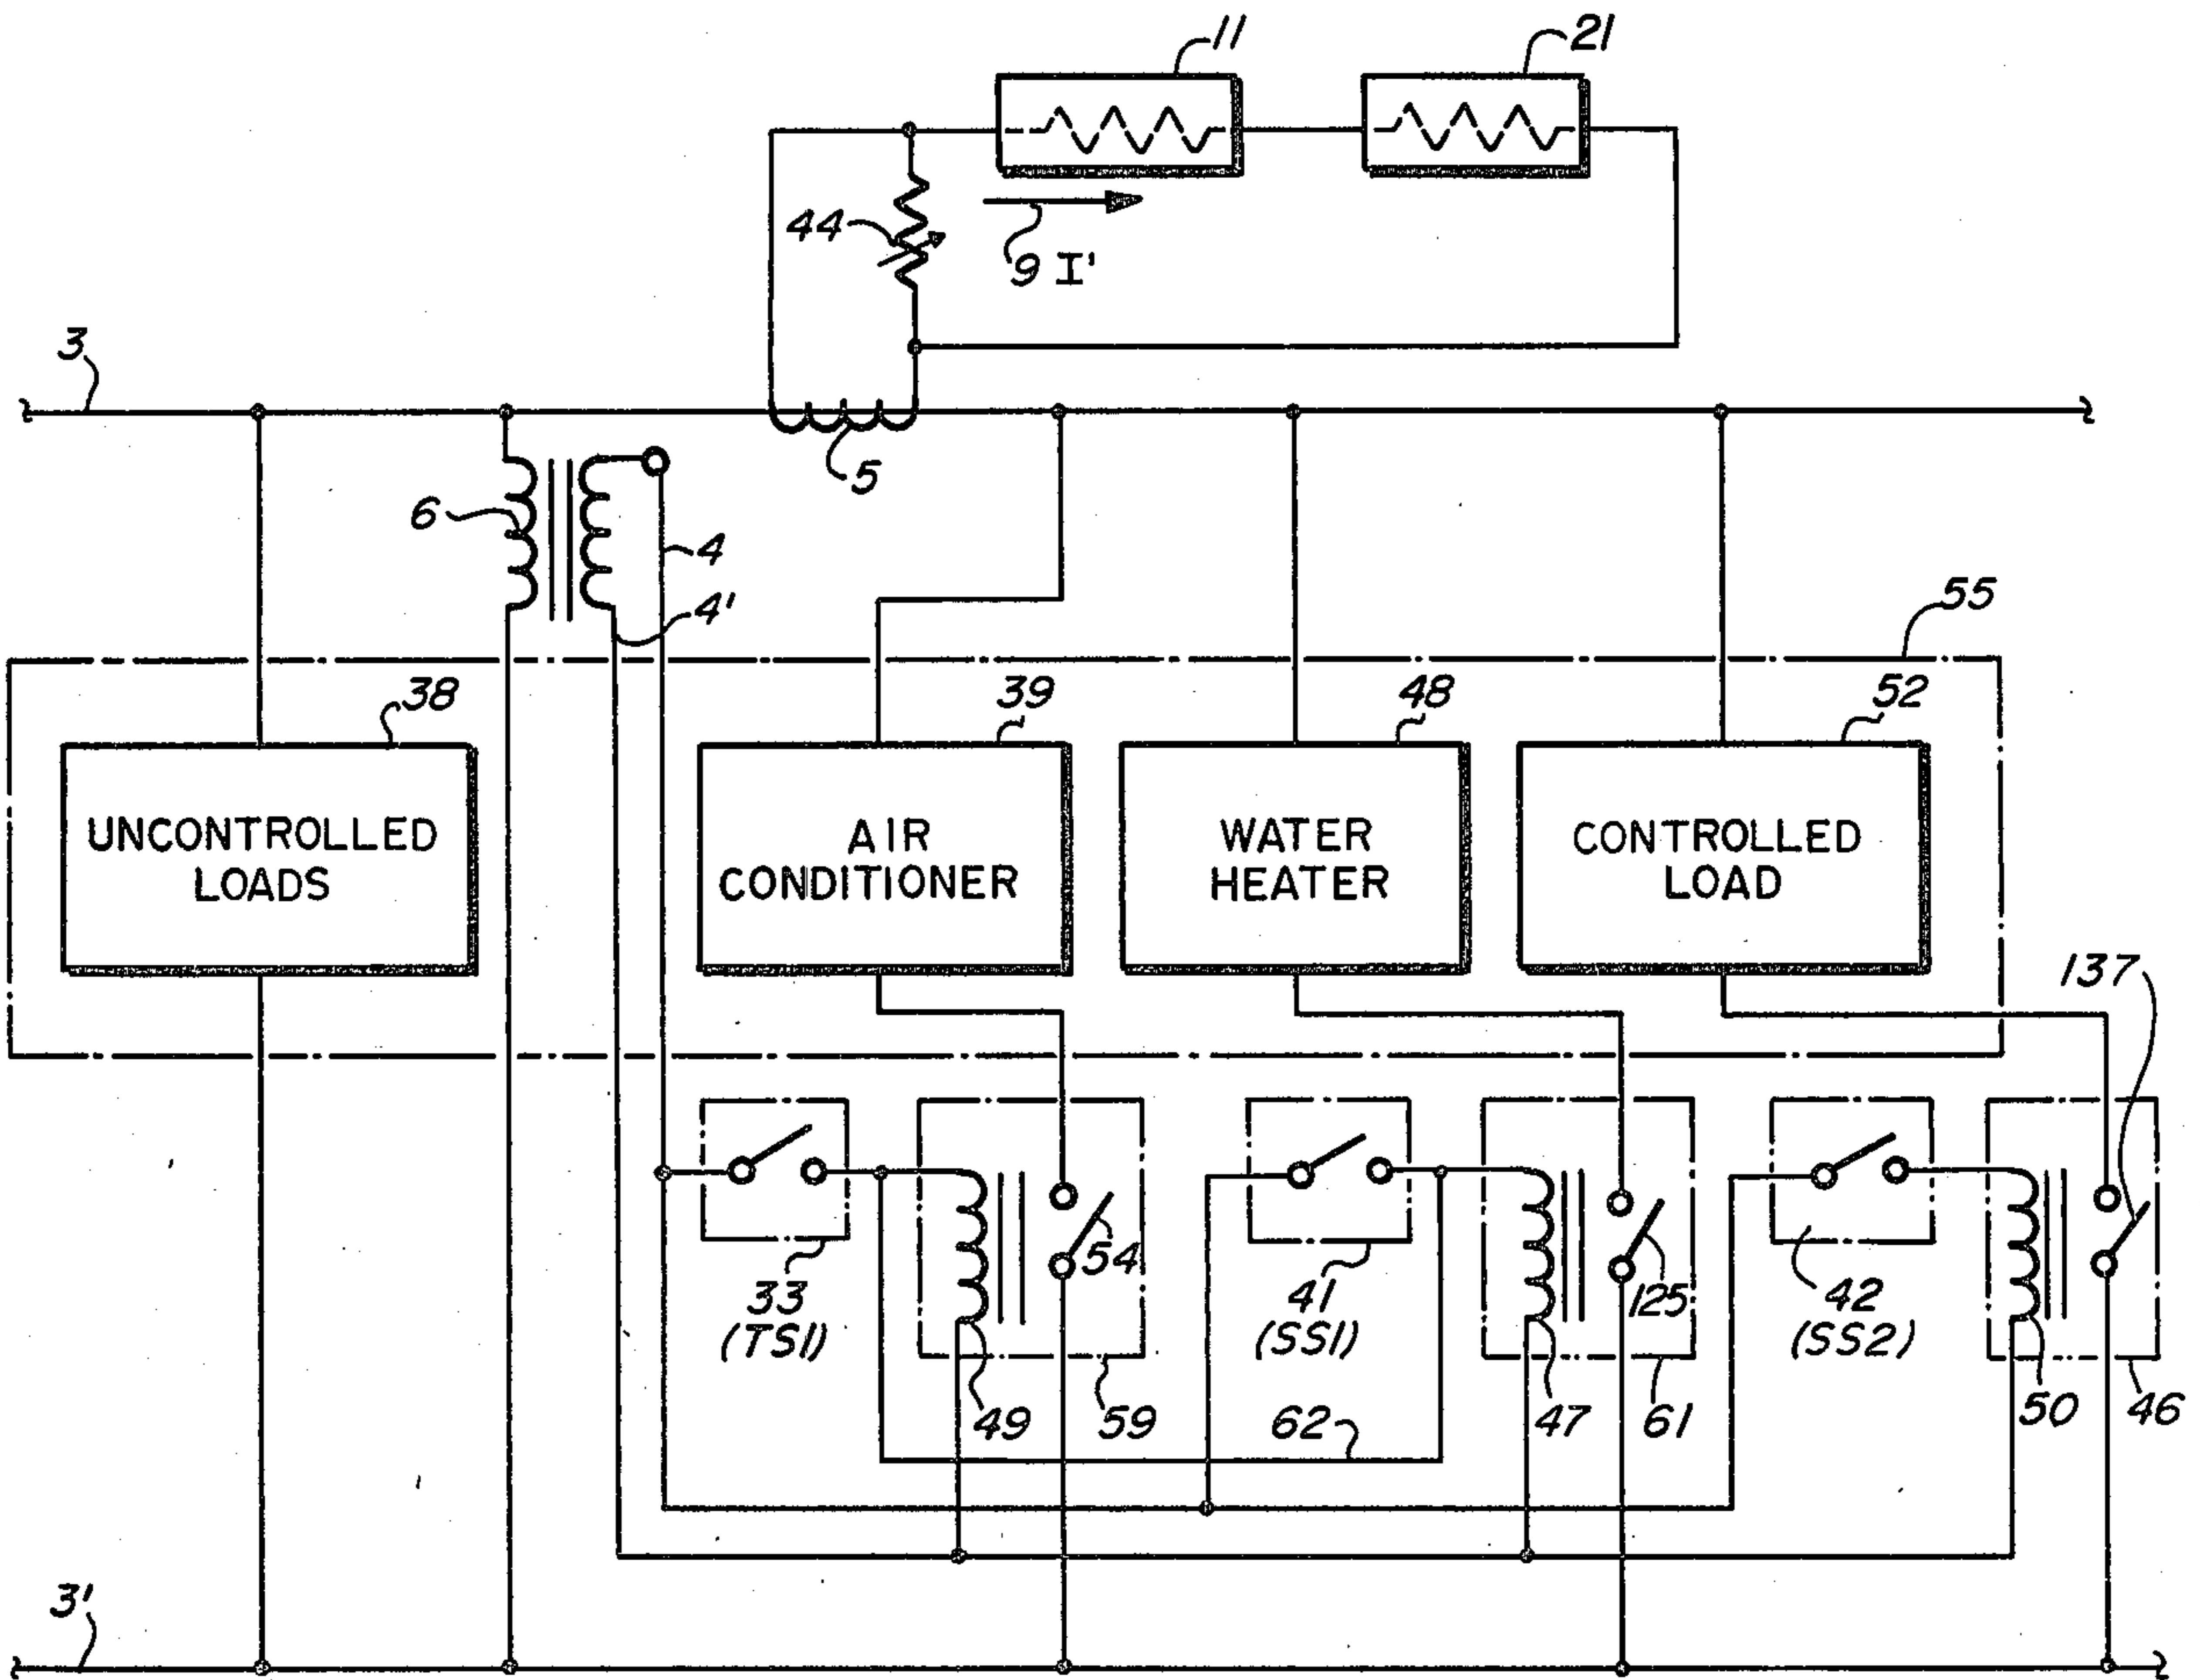 11
21
44
9 I'
3
5
6
4
4'
55
38
39
48
52
UNCONTROLLED
LOADS
AIR
CONDITIONER
WATER
HEATER
CONTROLLED
LOAD
137
54
125
33
(TS1)
41
(SS1)
42
(SS2)
49
59
62
47
61
50
46
3'